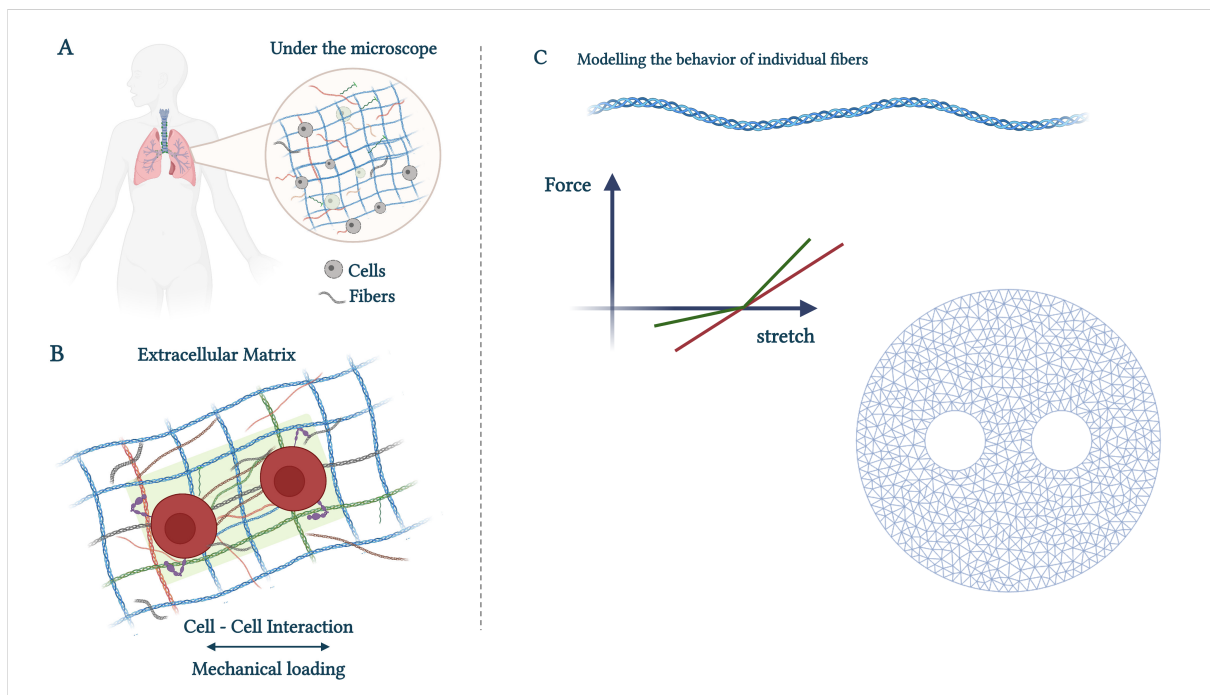 A
Under the microscope
Cells
Fibers
B
Extracellular Matrix
Cell - Cell Interaction
Mechanical loading
C
Modelling the behavior of individual fibers
Force
stretch